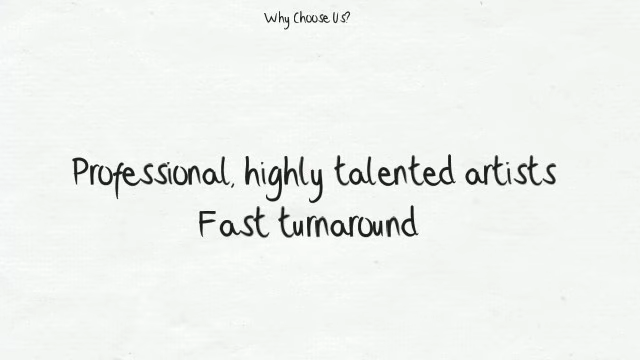 Why Choose Us?
Professional, highly talented artists
Fast turnaround